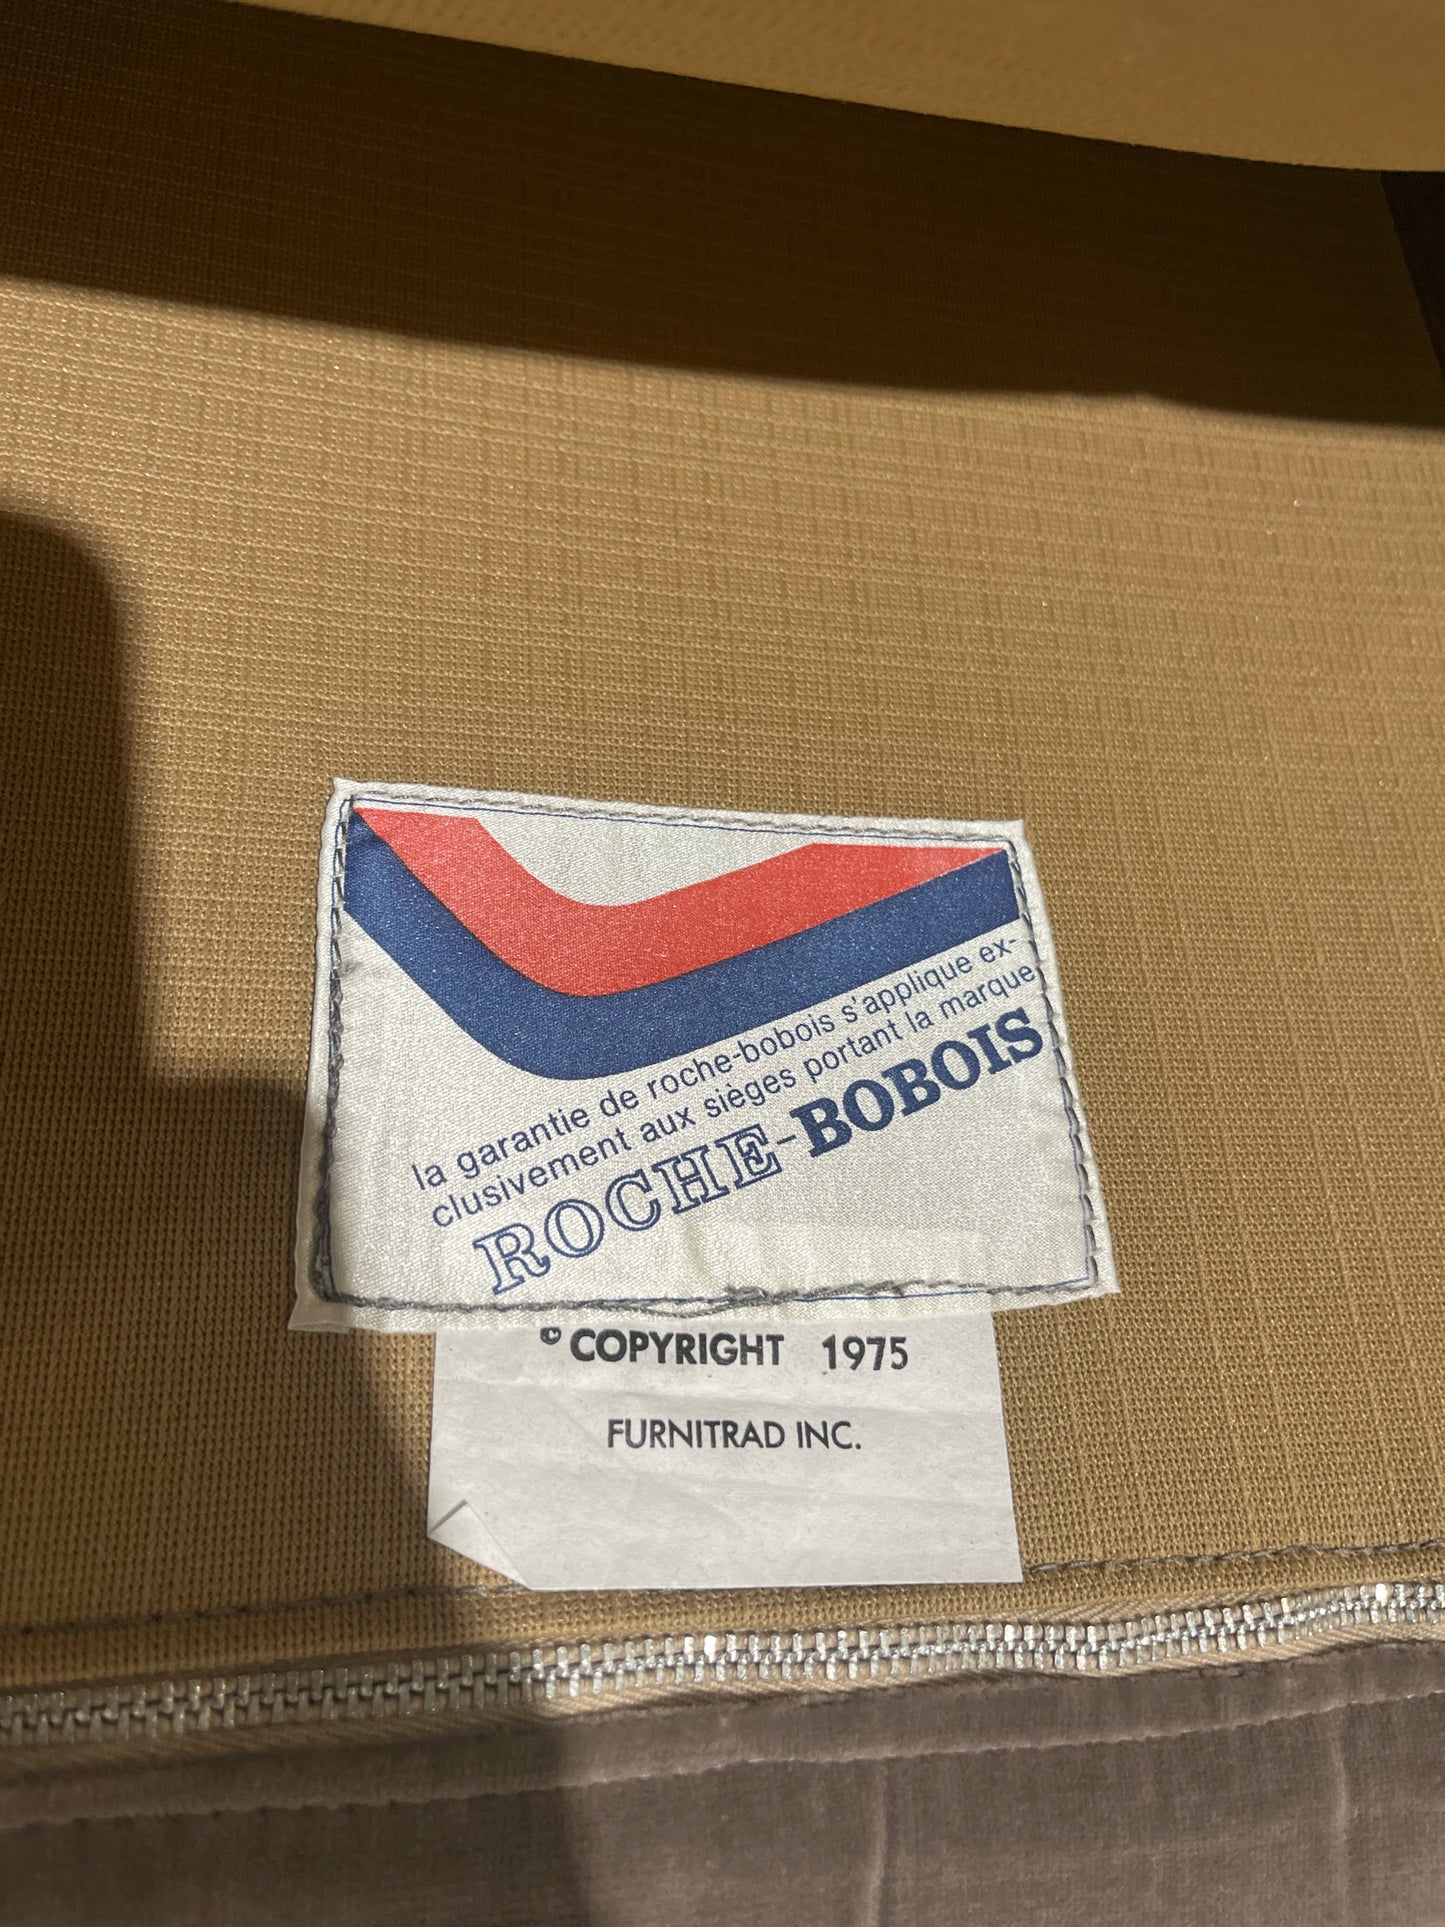 la garantie de roche-bobois s'applique ex-
clusivement aux sièges portant la marque
ROCHE-BOBOIS
© COPYRIGHT 1975
FURNITRAD INC.